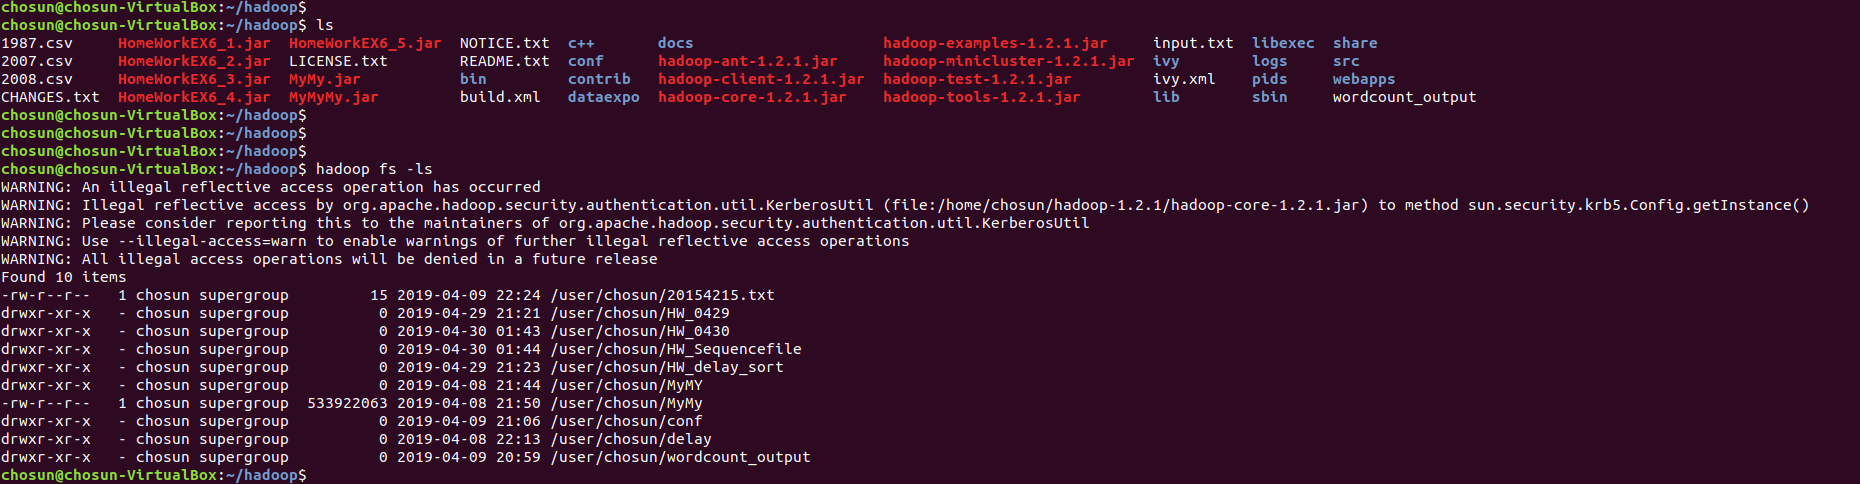 chosun@chosun-VirtualBox:~/hadoop$
chosun@chosun-VirtualBox:~/hadoop$ ls
1987.csv     HomeWorkEX6_1.jar  HomeWorkEX6_5.jar  NOTICE.txt  c++       docs                     hadoop-examples-1.2.1.jar     input.txt  libexec  share
2007.csv     HomeWorkEX6_2.jar  LICENSE.txt        README.txt  conf      hadoop-ant-1.2.1.jar     hadoop-minicluster-1.2.1.jar  ivy        logs     src
2008.csv     HomeWorkEX6_3.jar  MyMy.jar           bin         contrib   hadoop-client-1.2.1.jar  hadoop-test-1.2.1.jar         ivy.xml    pids     webapps
CHANGES.txt  HomeWorkEX6_4.jar  MyMyMy.jar         build.xml   dataexpo  hadoop-core-1.2.1.jar    hadoop-tools-1.2.1.jar        lib        sbin     wordcount_output
chosun@chosun-VirtualBox:~/hadoop$
chosun@chosun-VirtualBox:~/hadoop$
chosun@chosun-VirtualBox:~/hadoop$
chosun@chosun-VirtualBox:~/hadoop$ hadoop fs -ls
WARNING: An illegal reflective access operation has occurred
WARNING: Illegal reflective access by org.apache.hadoop.security.authentication.util.KerberosUtil (file:/home/chosun/hadoop-1.2.1/hadoop-core-1.2.1.jar) to method sun.security.krb5.Config.getInstance()
WARNING: Please consider reporting this to the maintainers of org.apache.hadoop.security.authentication.util.KerberosUtil
WARNING: Use --illegal-access=warn to enable warnings of further illegal reflective access operations
WARNING: All illegal access operations will be denied in a future release
Found 10 items
-rw-r--r--   1 chosun supergroup         15 2019-04-09 22:24 /user/chosun/20154215.txt
drwxr-xr-x   - chosun supergroup          0 2019-04-29 21:21 /user/chosun/HW_0429
drwxr-xr-x   - chosun supergroup          0 2019-04-30 01:43 /user/chosun/HW_0430
drwxr-xr-x   - chosun supergroup          0 2019-04-30 01:44 /user/chosun/HW_Sequencefile
drwxr-xr-x   - chosun supergroup          0 2019-04-29 21:23 /user/chosun/HW_delay_sort
drwxr-xr-x   - chosun supergroup          0 2019-04-08 21:44 /user/chosun/MyMY
-rw-r--r--   1 chosun supergroup  533922063 2019-04-08 21:50 /user/chosun/MyMy
drwxr-xr-x   - chosun supergroup          0 2019-04-09 21:06 /user/chosun/conf
drwxr-xr-x   - chosun supergroup          0 2019-04-08 22:13 /user/chosun/delay
drwxr-xr-x   - chosun supergroup          0 2019-04-09 20:59 /user/chosun/wordcount_output
chosun@chosun-VirtualBox:~/hadoop$